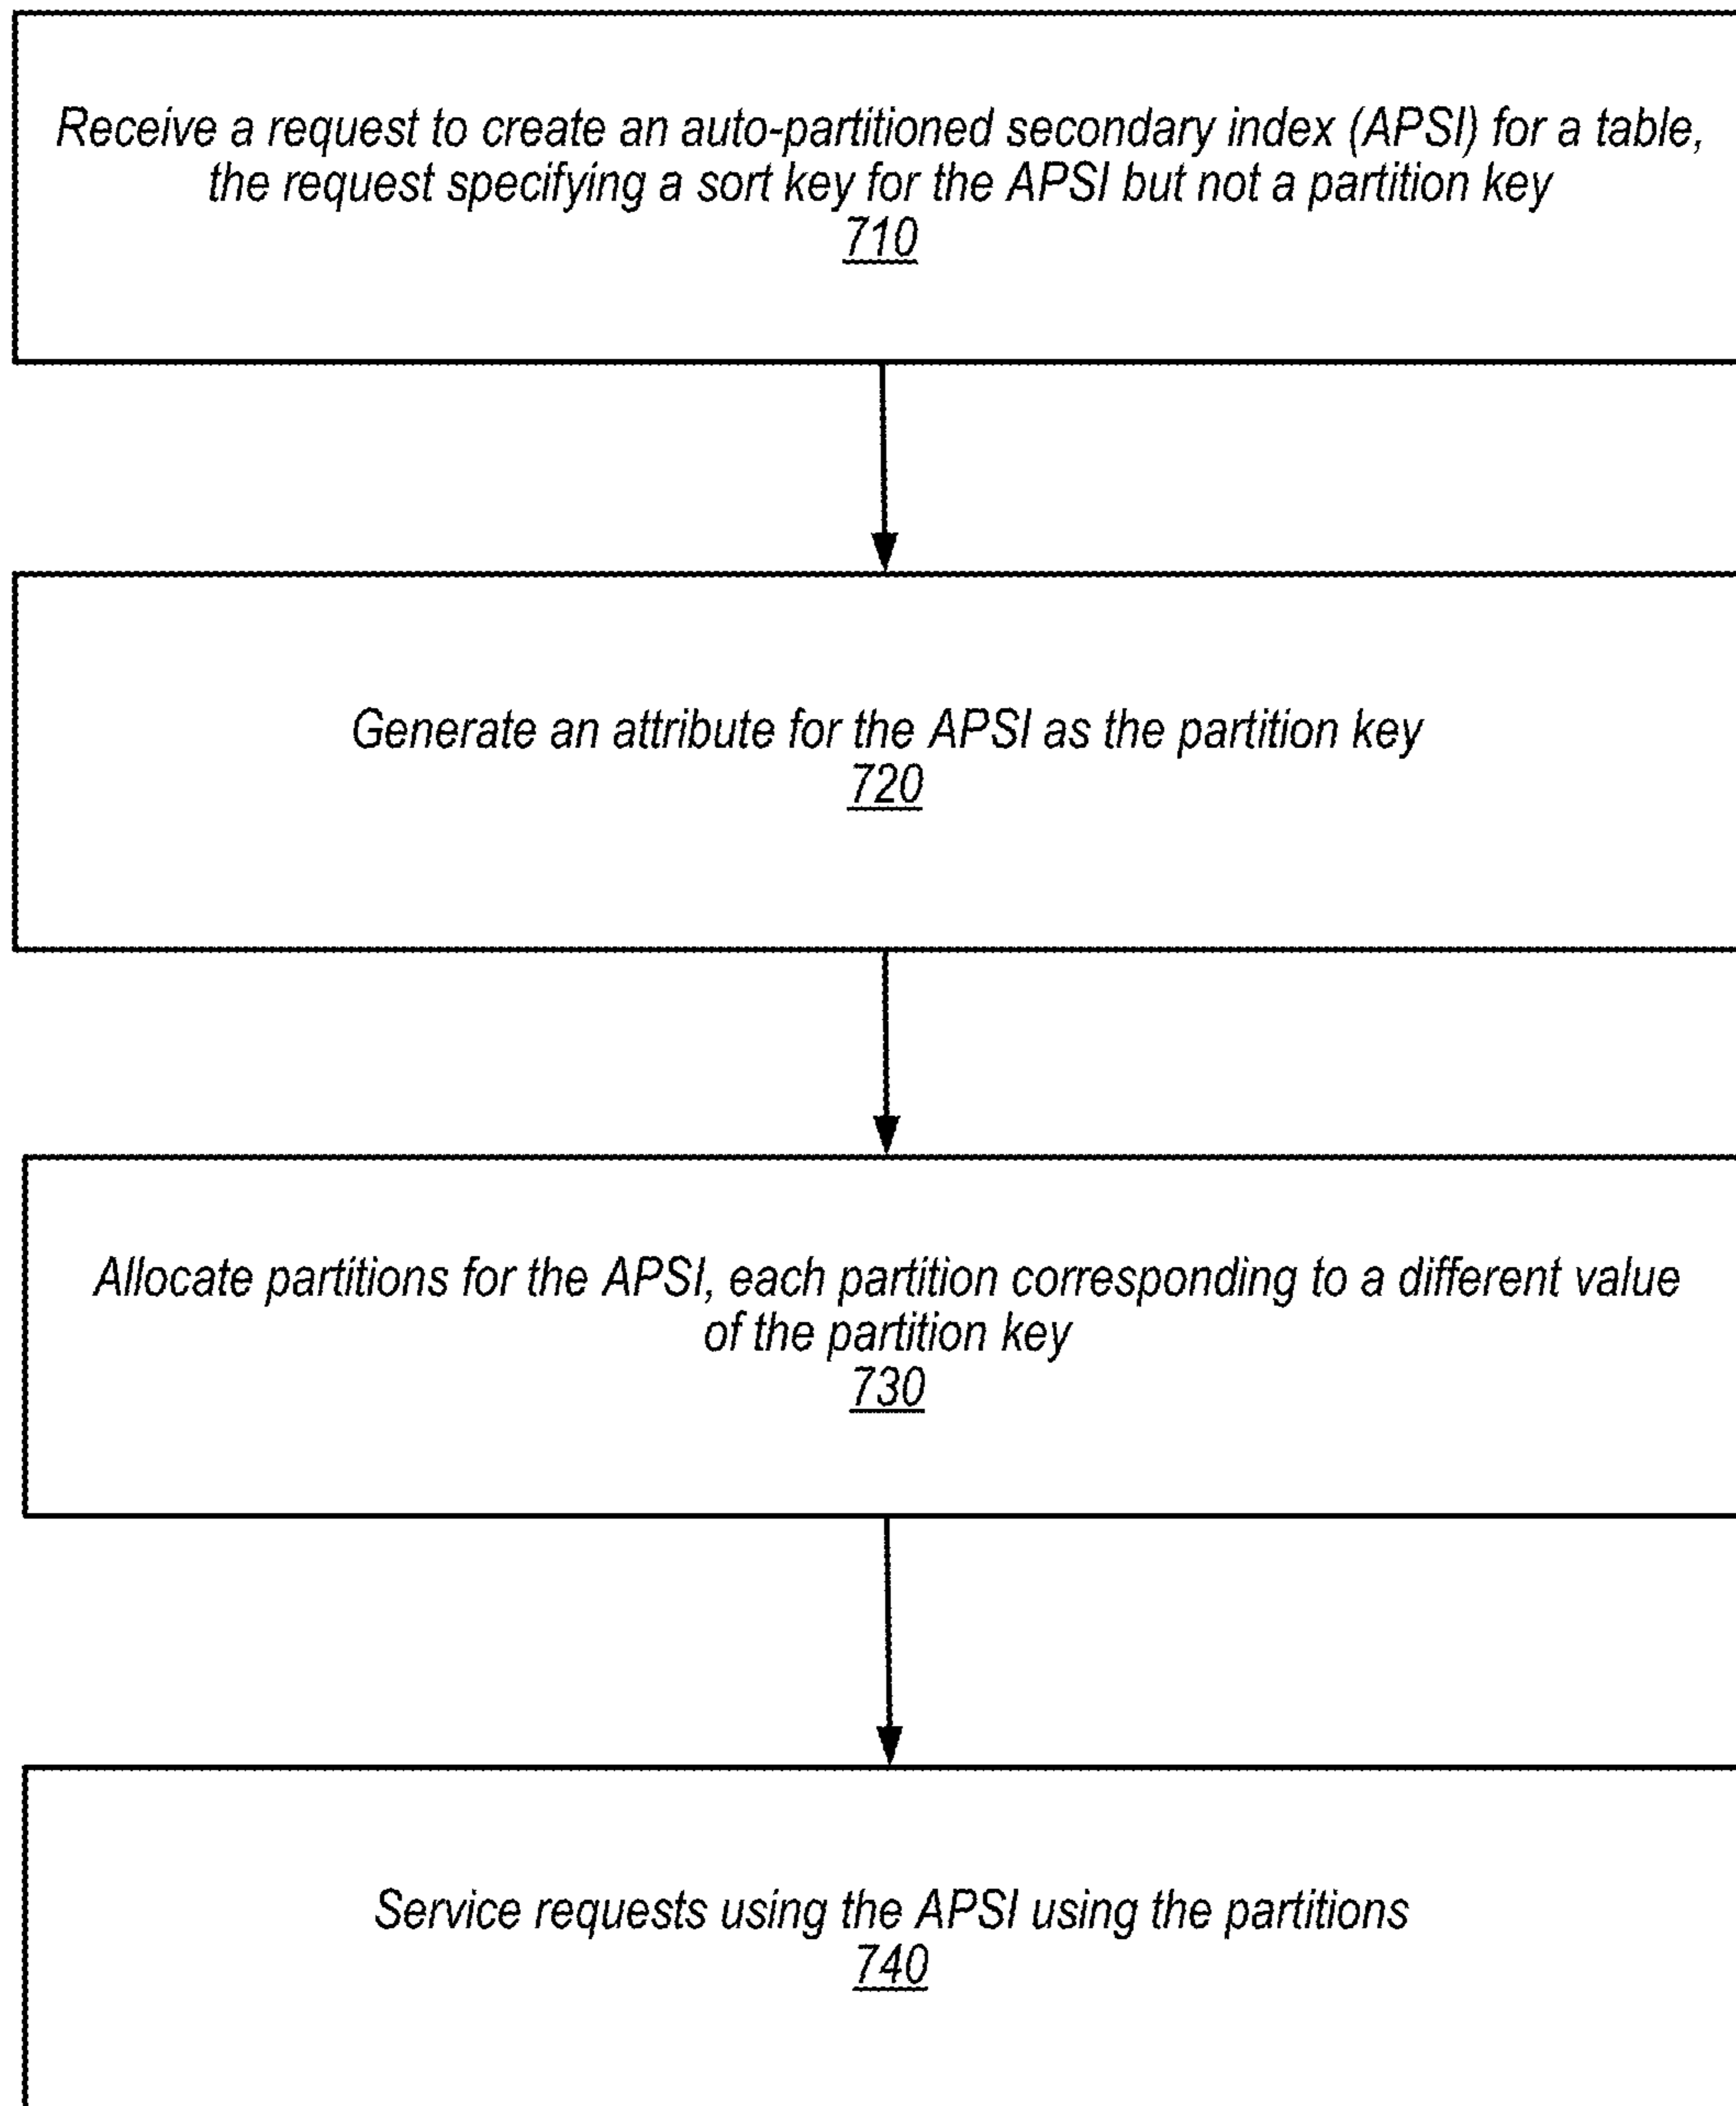 Receive a request to create an auto-partitioned secondary index (APSI) for a table,
the request specifying a sort key for the APSI but not a partition key
710
Generate an attribute for the APSI as the partition key
720
Allocate partitions for the APSI, each partition corresponding to a different value
of the partition key
730
Service requests using the APSI using the partitions
740